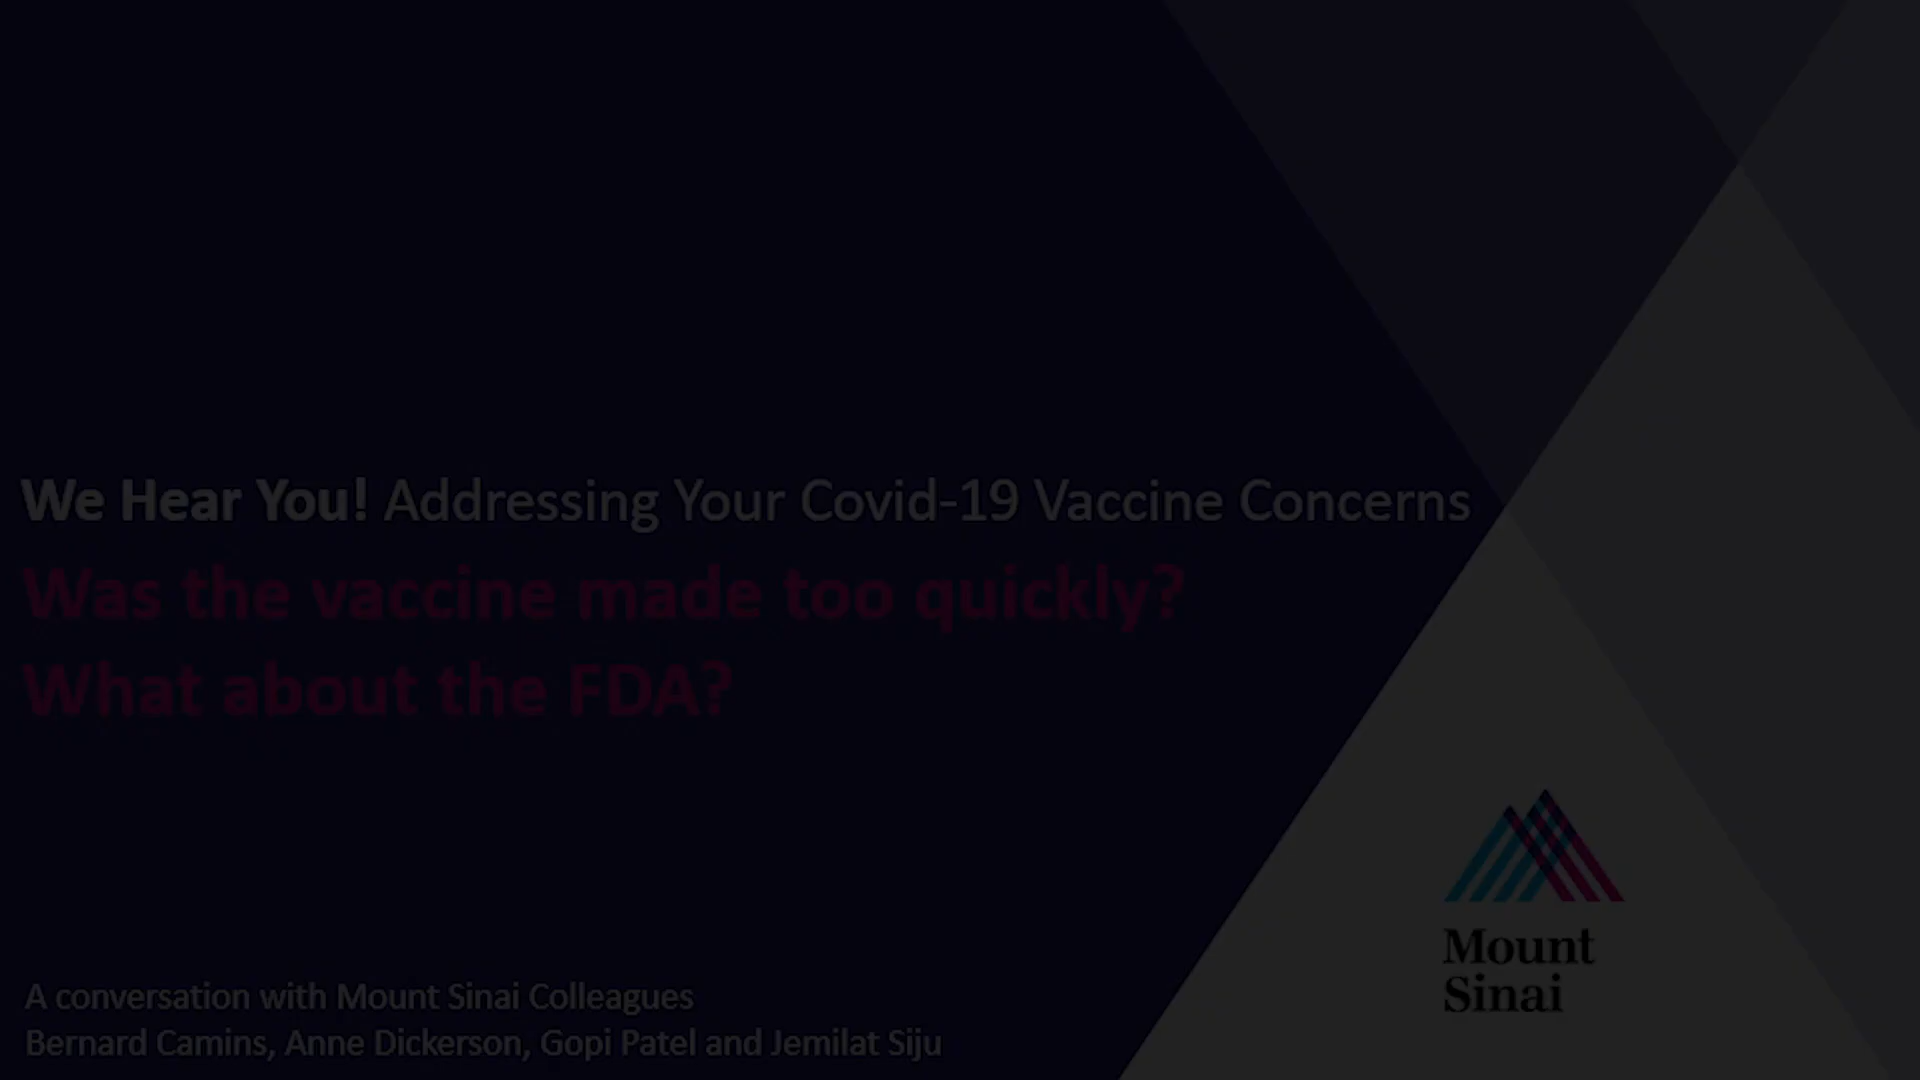 We Hear You! Addressing Your Covid-19 Vaccine Concerns
Was the vaccine made too quickly?
What about the FDA?
Mount
Sinai
A conversation with Mount Sinai Colleagues
Bernard Camins, Anne Dickerson, Gopi Patel and Jemilat Siju